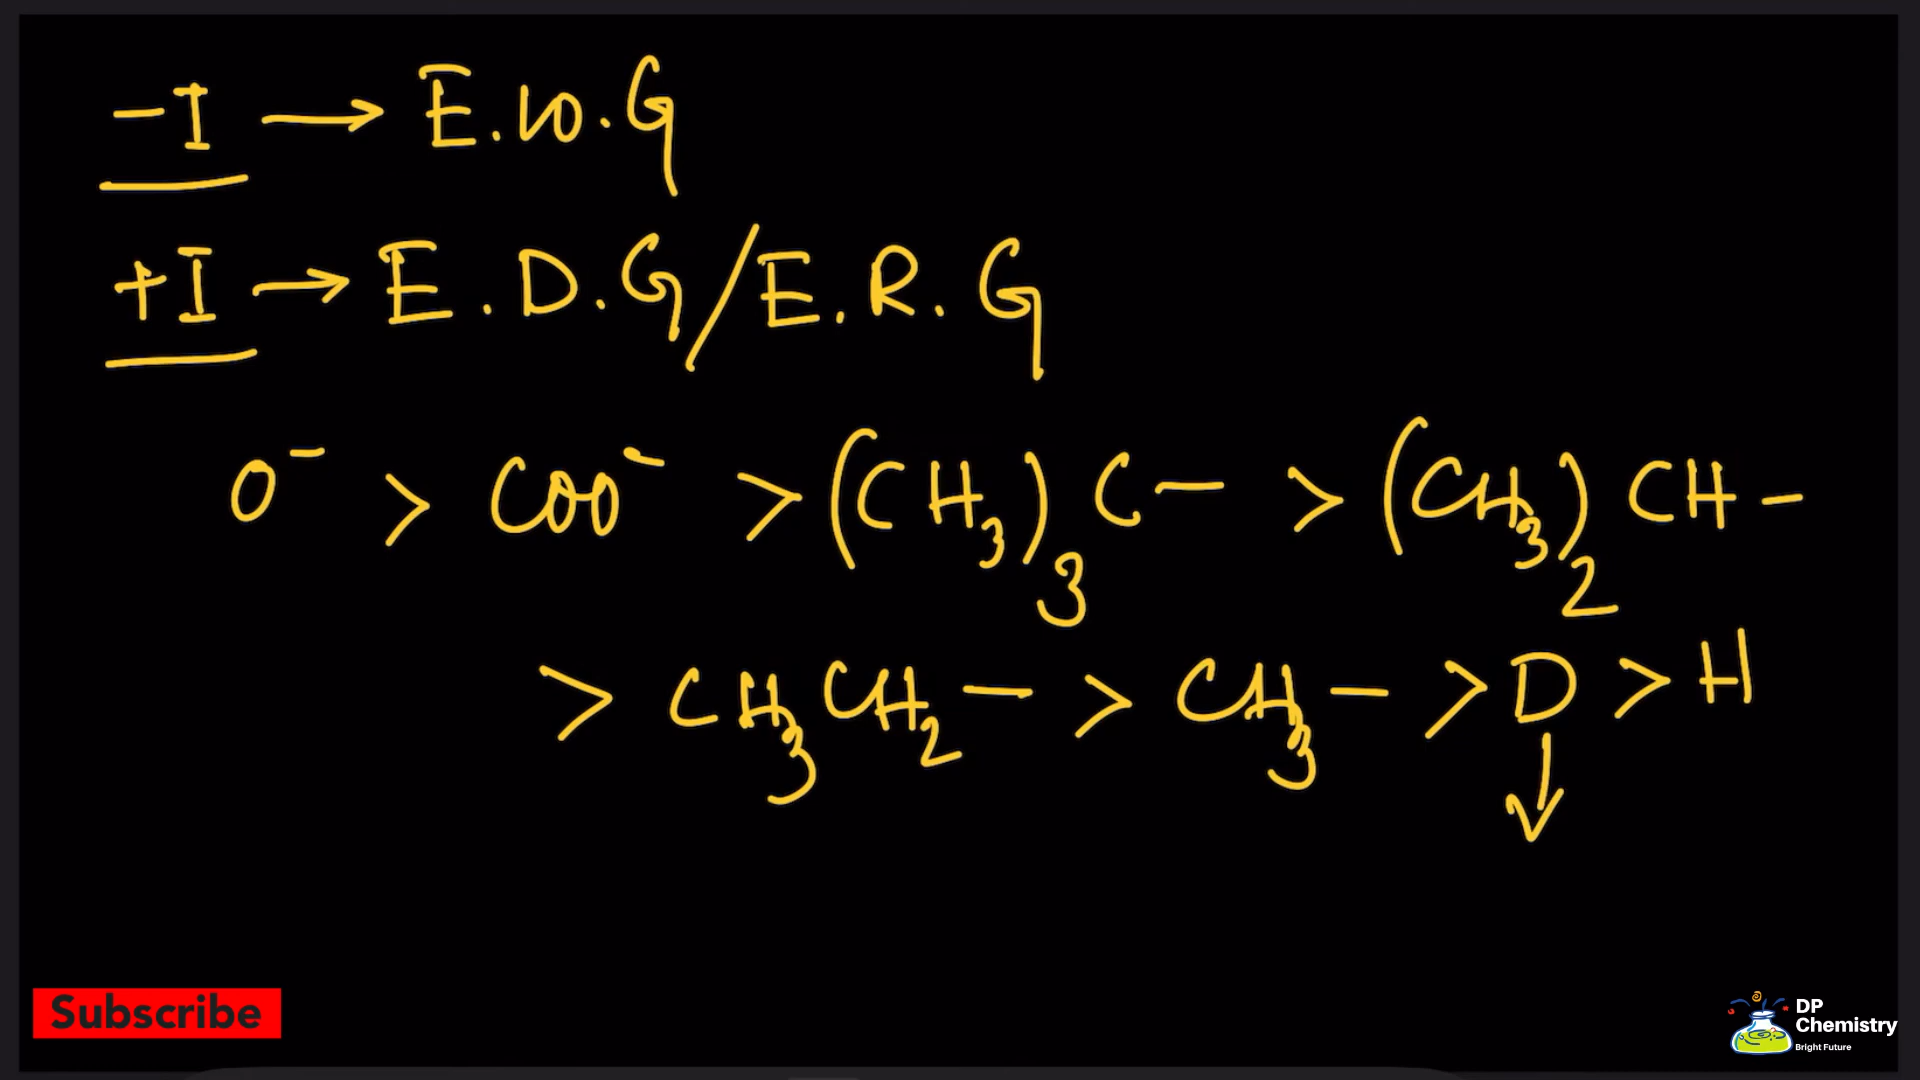 -I → E.W.G
+I → E.D.G/E.R.G
O⁻ > COO⁻ > (CH₃)₃C- > (CH₃)₂CH-
> CH₃CH₂- > CH₃- > D > H
↓
Subscribe
DP
Chemistry
Bright Future